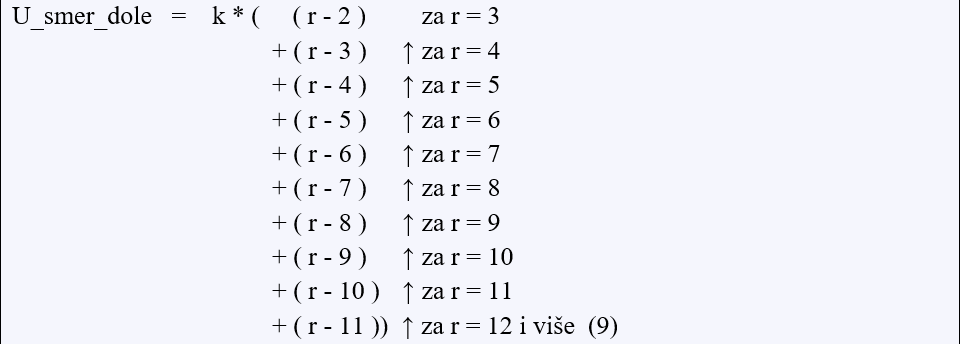 U_smer_dole = k * ( ( r - 2 ) za r = 3
+ ( r - 3 ) ↑ za r = 4
+ ( r - 4 ) ↑ za r = 5
+ ( r - 5 ) ↑ za r = 6
+ ( r - 6 ) ↑ za r = 7
+ ( r - 7 ) ↑ za r = 8
+ ( r - 8 ) ↑ za r = 9
+ ( r - 9 ) ↑ za r = 10
+ ( r - 10 ) ↑ za r = 11
+ ( r - 11 )) ↑ za r = 12 i više (9)